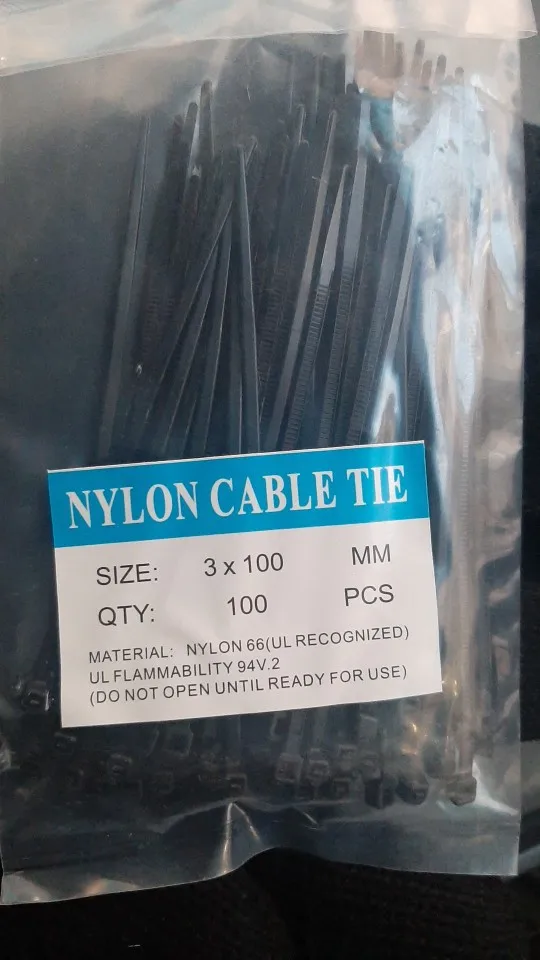 NYLON CABLE TIE
SIZE: 3 x 100 MM
QTY: 100 PCS
MATERIAL: NYLON 66(UL RECOGNIZED)
UL FLAMMABILITY 94V.2
(DO NOT OPEN UNTIL READY FOR USE)